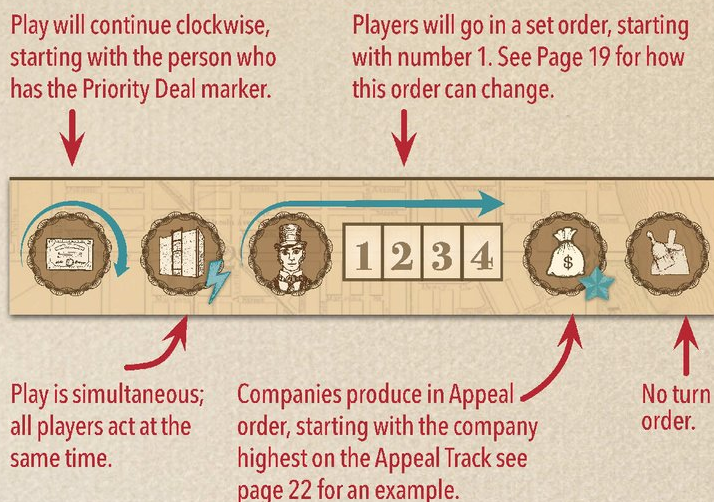 Play will continue clockwise,
starting with the person who
has the Priority Deal marker.
Players will go in a set order, starting
with number 1. See Page 19 for how
this order can change.
1 2 3 4
$
Play is simultaneous;
all players act at the
same time.
Companies produce in Appeal
order, starting with the company
highest on the Appeal Track see
page 22 for an example.
No turn
order.